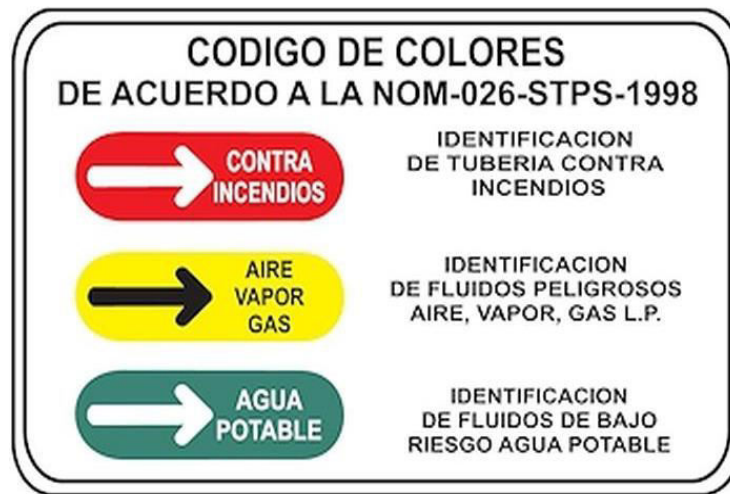 CODIGO DE COLORES
DE ACUERDO A LA NOM-026-STPS-1998
CONTRA
INCENDIOS
IDENTIFICACION
DE TUBERIA CONTRA
INCENDIOS
AIRE
VAPOR
GAS
IDENTIFICACION
DE FLUIDOS PELIGROSOS
AIRE, VAPOR, GAS L.P.
AGUA
POTABLE
IDENTIFICACION
DE FLUIDOS DE BAJO
RIESGO AGUA POTABLE